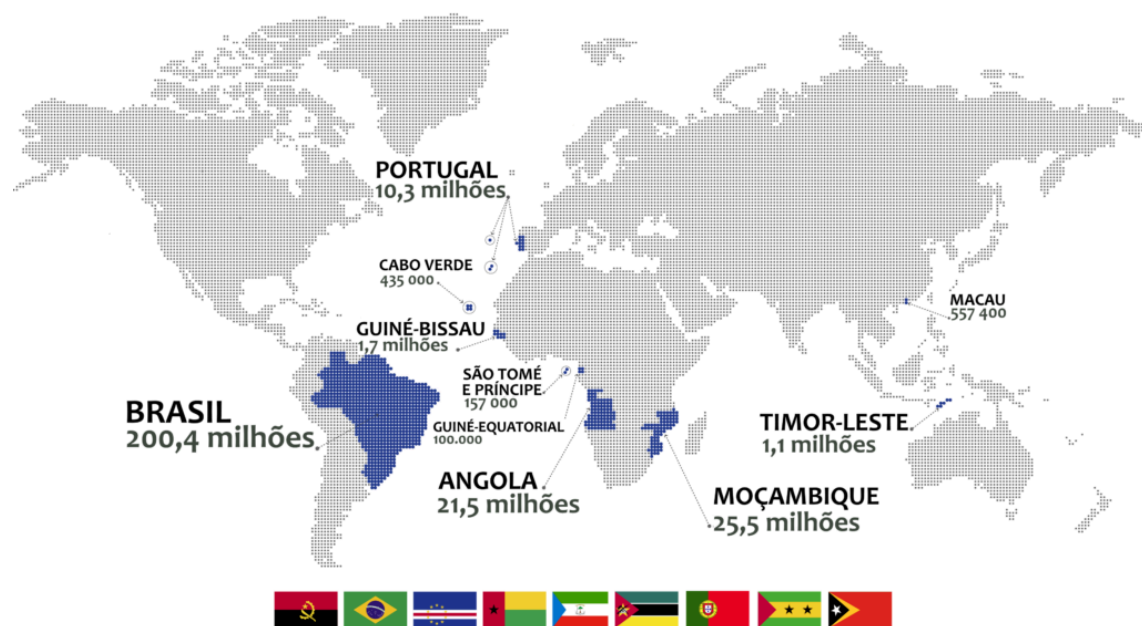 PORTUGAL
10,3 milhões
CABO VERDE
435 000
MACAU
557 400
GUINÉ-BISSAU
1,7 milhões
SÃO TOMÉ
E PRÍNCIPE
157 000
BRASIL
200,4 milhões
GUINÉ-EQUATORIAL
100.000
TIMOR-LESTE
1,1 milhões
ANGOLA
21,5 milhões
MOÇAMBIQUE
25,5 milhões